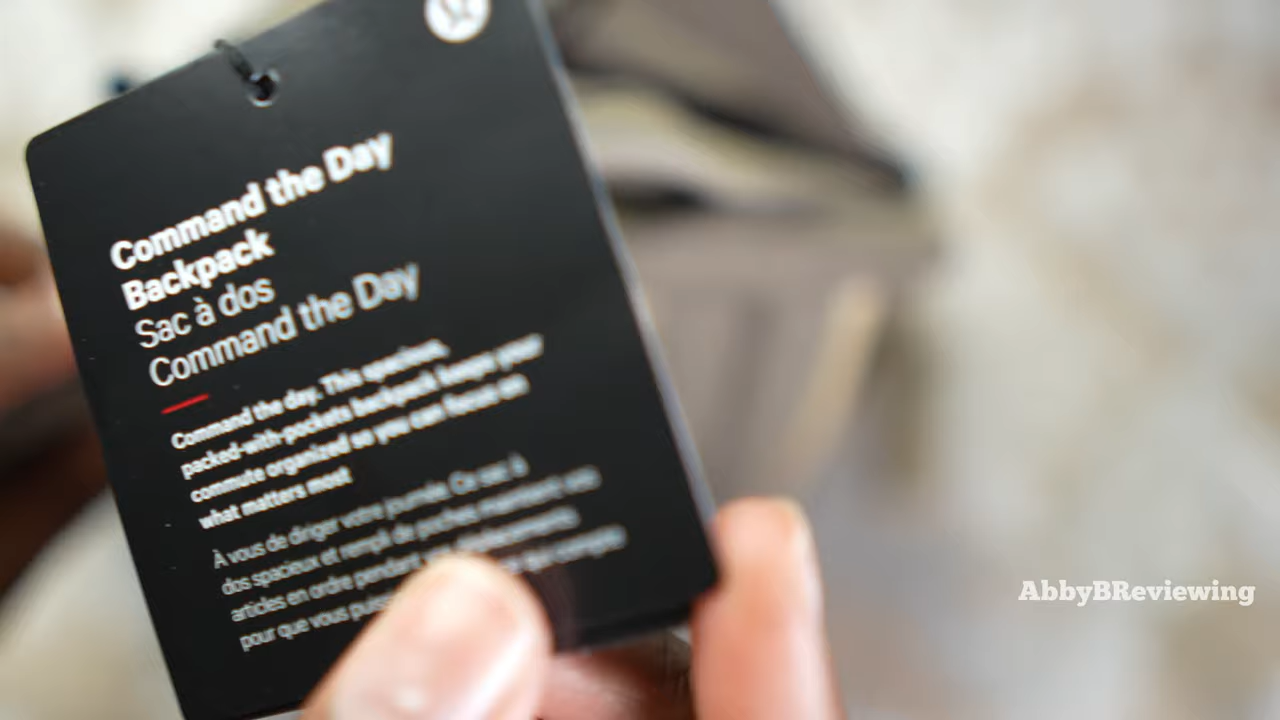 Command the Day
Backpack
Sac à dos
Command the Day
Command the day. This spacious,
packed-with-pockets backpack keeps your
commute organized so you can focus on
what matters most
À vous de diriger votre journée. Ce sac à
dos spacieux et rempli de poches maintient vos
articles en ordre pendant
pour que vous
AbbyBReviewing